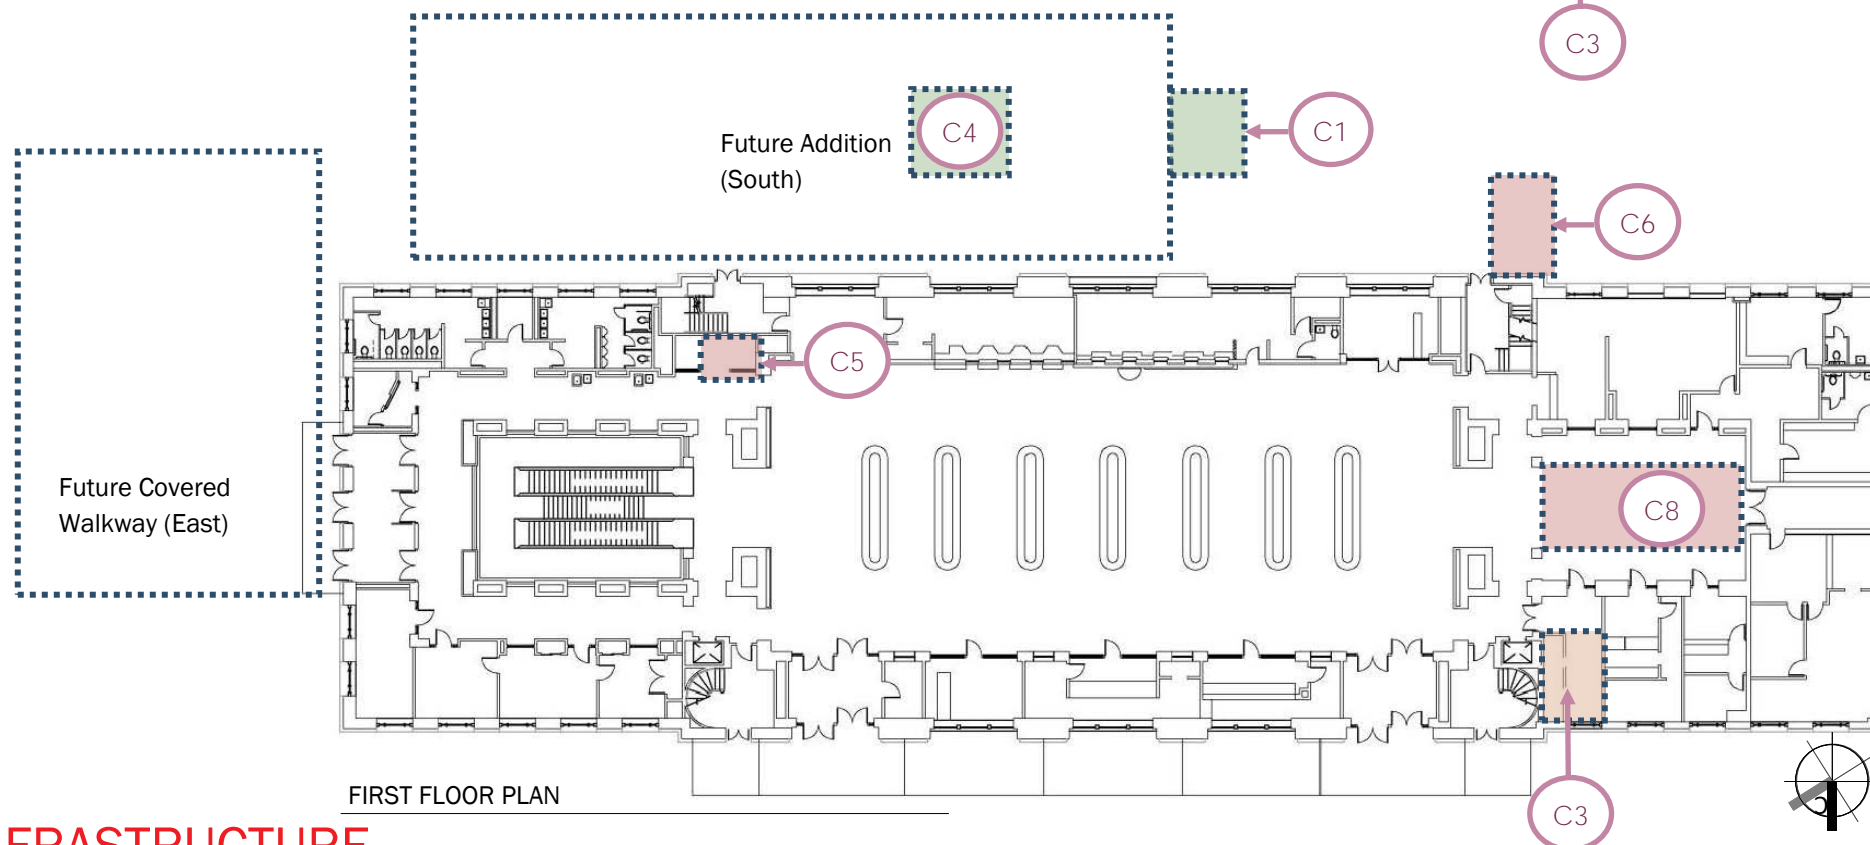 C3
C4
C1
Future Addition
(South)
C6
C5
Future Covered
Walkway (East)
C8
FIRST FLOOR PLAN
C3